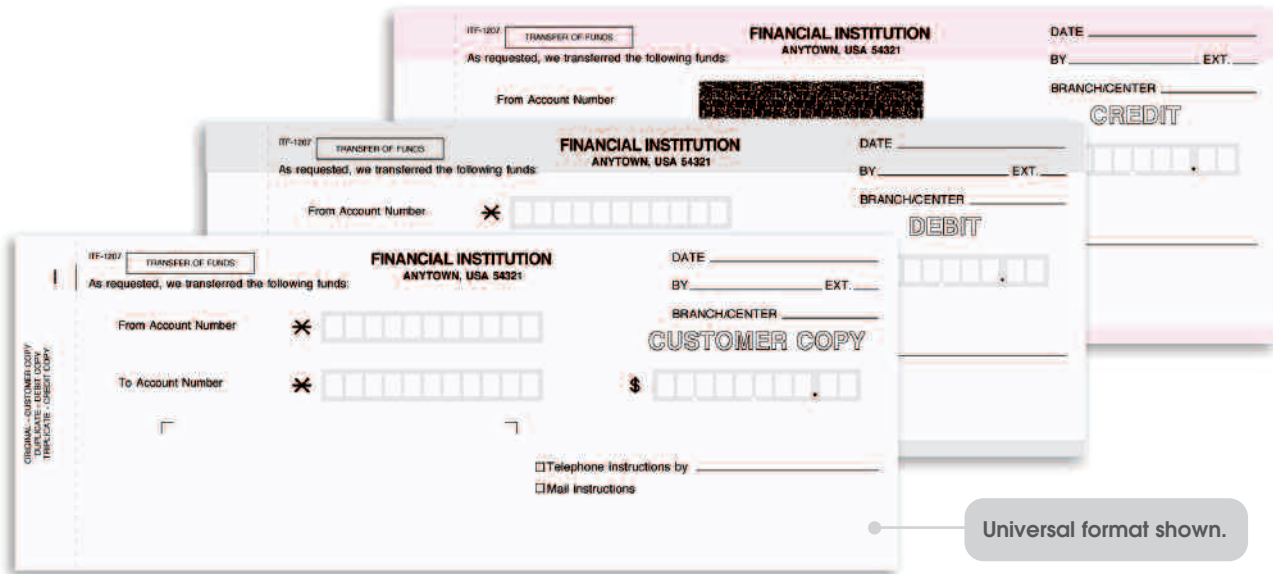 ITF-1207 TRANSFER OF FUNDS FINANCIAL INSTITUTION DATE
ANYTOWN, USA 54321
As requested, we transferred the following funds: BY EXT.
From Account Number BRANCH/CENTER
CREDIT
.
ITF-1207 TRANSFER OF FUNDS FINANCIAL INSTITUTION DATE
ANYTOWN, USA 54321
As requested, we transferred the following funds: BY EXT.
From Account Number BRANCH/CENTER
DEBIT
.
ITF-1207 TRANSFER OF FUNDS FINANCIAL INSTITUTION DATE
ANYTOWN, USA 54321
As requested, we transferred the following funds: BY EXT.
BRANCH/CENTER
From Account Number
CUSTOMER COPY
To Account Number $ .
ORIGINAL - CUSTOMER COPY
DUPLICATE - DEBIT COPY
TRIPLICATE - CREDIT COPY
Telephone instructions by
Mail instructions
Universal format shown.